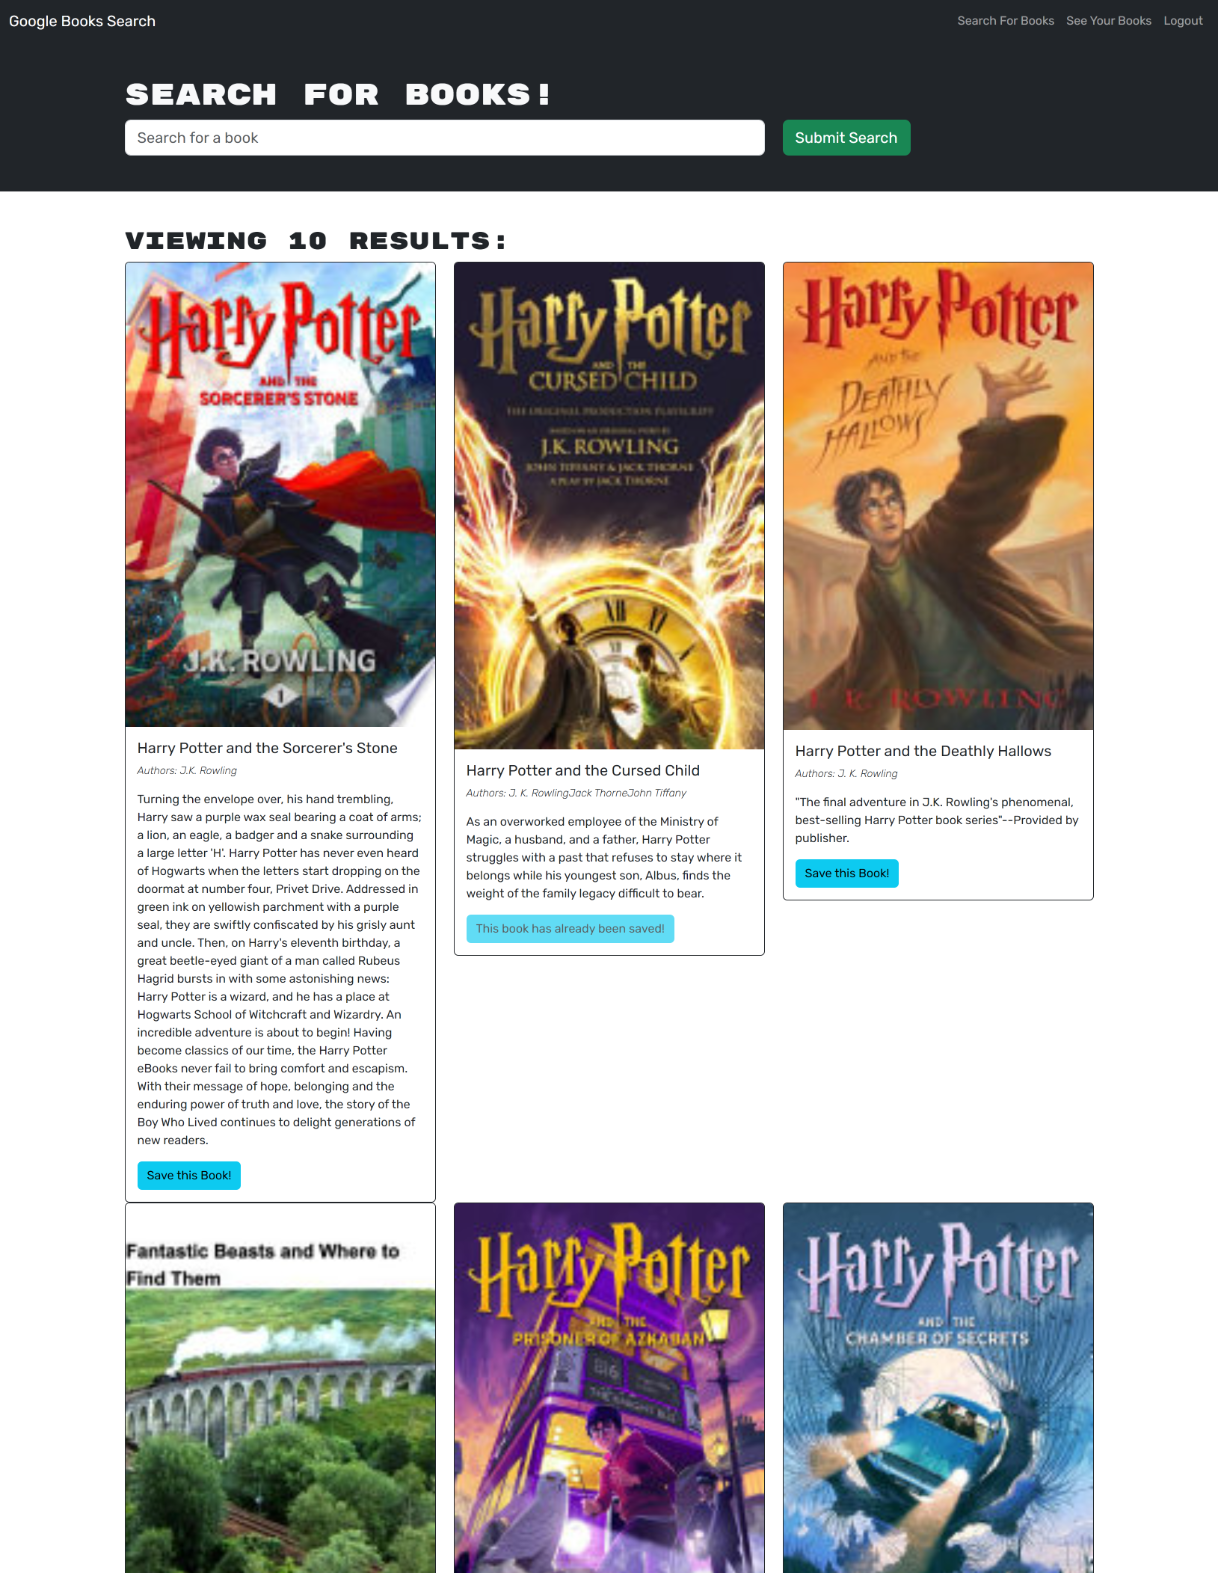 Google Books Search
Search For Books
See Your Books
Logout
SEARCH FOR BOOKS!
Search for a book
Submit Search
VIEWING 10 RESULTS:
Harry Potter
AND THE
SORCERER'S STONE
J.K. ROWLING
1
Harry Potter and the Sorcerer's Stone
Authors: J.K. Rowling
Turning the envelope over, his hand trembling,
Harry saw a purple wax seal bearing a coat of arms;
a lion, an eagle, a badger and a snake surrounding
a large letter 'H'. Harry Potter has never even heard
of Hogwarts when the letters start dropping on the
doormat at number four, Privet Drive. Addressed in
green ink on yellowish parchment with a purple
seal, they are swiftly confiscated by his grisly aunt
and uncle. Then, on Harry's eleventh birthday, a
great beetle-eyed giant of a man called Rubeus
Hagrid bursts in with some astonishing news:
Harry Potter is a wizard, and he has a place at
Hogwarts School of Witchcraft and Wizardry. An
incredible adventure is about to begin! Having
become classics of our time, the Harry Potter
eBooks never fail to bring comfort and escapism.
With their message of hope, belonging and the
enduring power of truth and love, the story of the
Boy Who Lived continues to delight generations of
new readers.
Save this Book!
Harry Potter
AND THE
CURSED CHILD
THE ORIGINAL PRODUCTION PLAYSCRIPT
BASED ON AN ORIGINAL STORY BY
J.K. ROWLING
JOHN TIFFANY & JACK THORNE
A PLAY BY JACK THORNE
XII
Harry Potter and the Cursed Child
Authors: J. K. RowlingJack ThorneJohn Tiffany
As an overworked employee of the Ministry of
Magic, a husband, and a father, Harry Potter
struggles with a past that refuses to stay where it
belongs while his youngest son, Albus, finds the
weight of the family legacy difficult to bear.
This book has already been saved!
Harry Potter
AND THE
DEATHLY
HALLOWS
J. K. ROWLING
Harry Potter and the Deathly Hallows
Authors: J. K. Rowling
"The final adventure in J.K. Rowling's phenomenal,
best-selling Harry Potter book series"--Provided by
publisher.
Save this Book!
Fantastic Beasts and Where to
Find Them
Harry Potter
AND THE
PRISONER OF AZKABAN
THE KNIGHT BUS
Harry Potter
AND THE
CHAMBER OF SECRETS